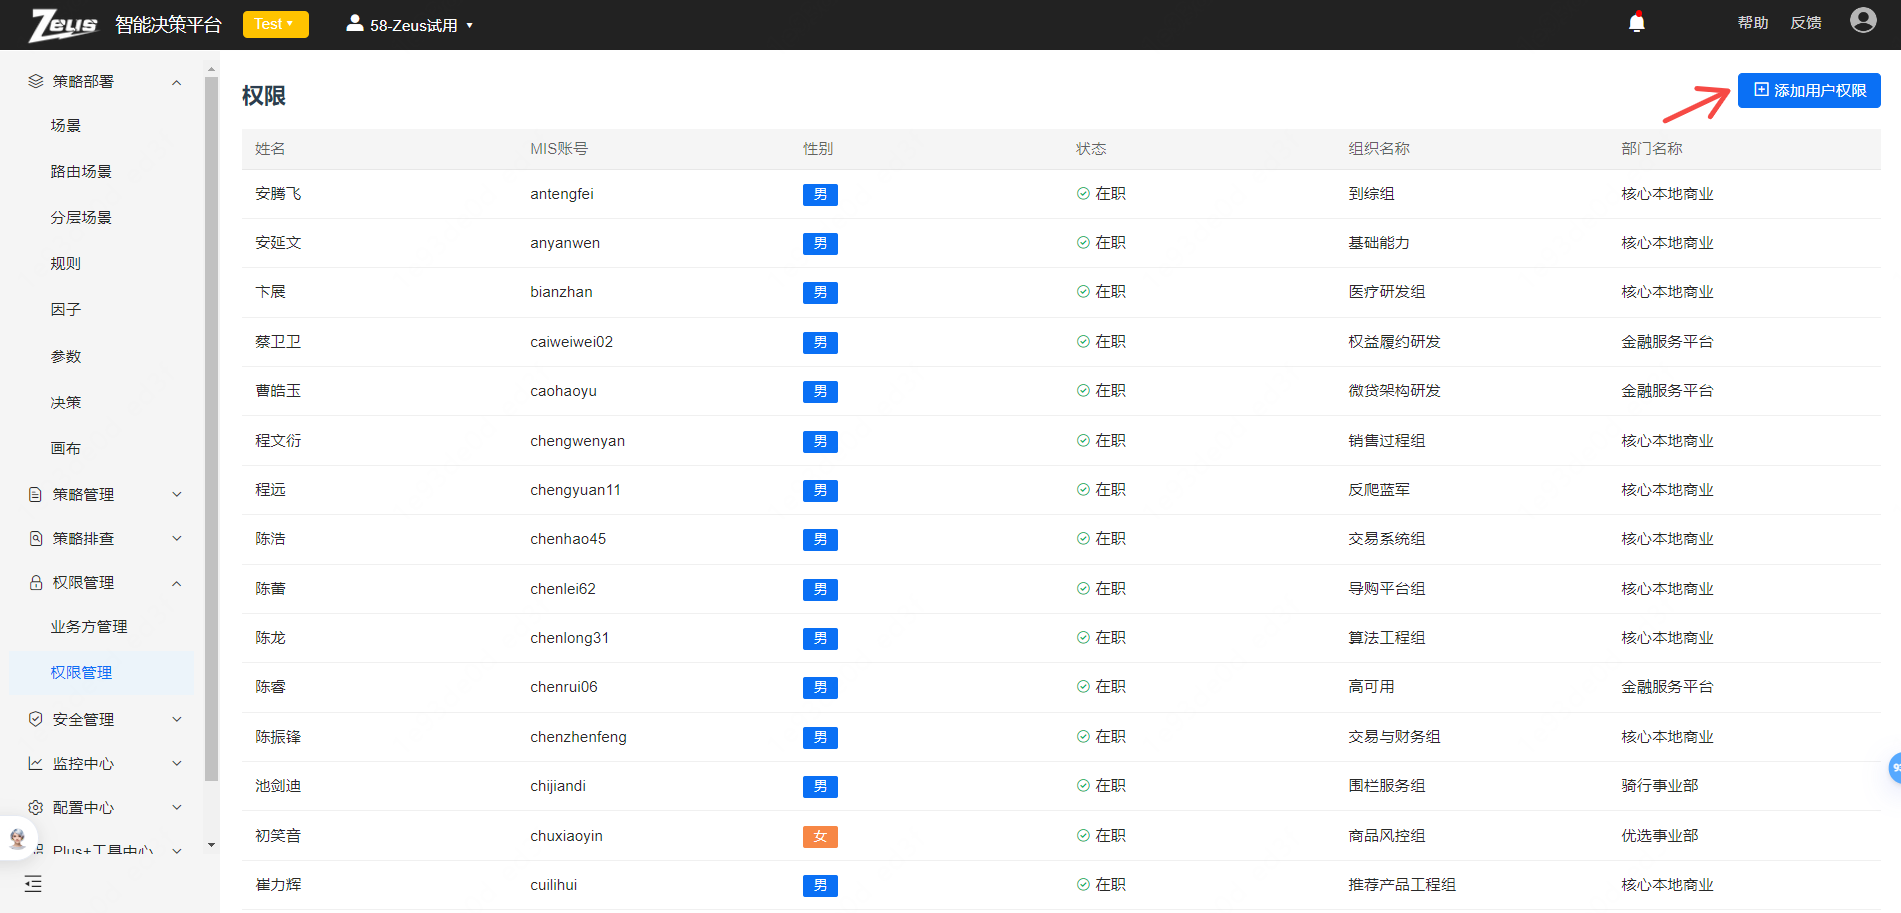 ZEUS 智能决策平台 Test 58-Zeus试用 帮助 反馈
策略部署
场景
路由场景
分层场景
规则
因子
参数
决策
画布
策略管理
策略排查
权限管理
业务方管理
权限管理
安全管理
监控中心
配置中心
Plus+工具中心
权限
添加用户权限
姓名 MIS账号 性别 状态 组织名称 部门名称
安腾飞 antengfei 男 在职 到综组 核心本地商业
安延文 anyanwen 男 在职 基础能力 核心本地商业
卞展 bianzhan 男 在职 医疗研发组 核心本地商业
蔡卫卫 caiweiwei02 男 在职 权益履约研发 金融服务平台
曹皓玉 caohaoyu 男 在职 微贷架构研发 金融服务平台
程文衍 chengwenyan 男 在职 销售过程组 核心本地商业
程远 chengyuan11 男 在职 反爬蓝军 核心本地商业
陈浩 chenhao45 男 在职 交易系统组 核心本地商业
陈蕾 chenlei62 男 在职 导购平台组 核心本地商业
陈龙 chenlong31 男 在职 算法工程组 核心本地商业
陈睿 chenrui06 男 在职 高可用 金融服务平台
陈振锋 chenzhenfeng 男 在职 交易与财务组 核心本地商业
池剑迪 chijiandi 男 在职 围栏服务组 骑行事业部
初笑音 chuxiaoyin 女 在职 商品风控组 优选事业部
崔力辉 cuilihui 男 在职 推荐产品工程组 核心本地商业